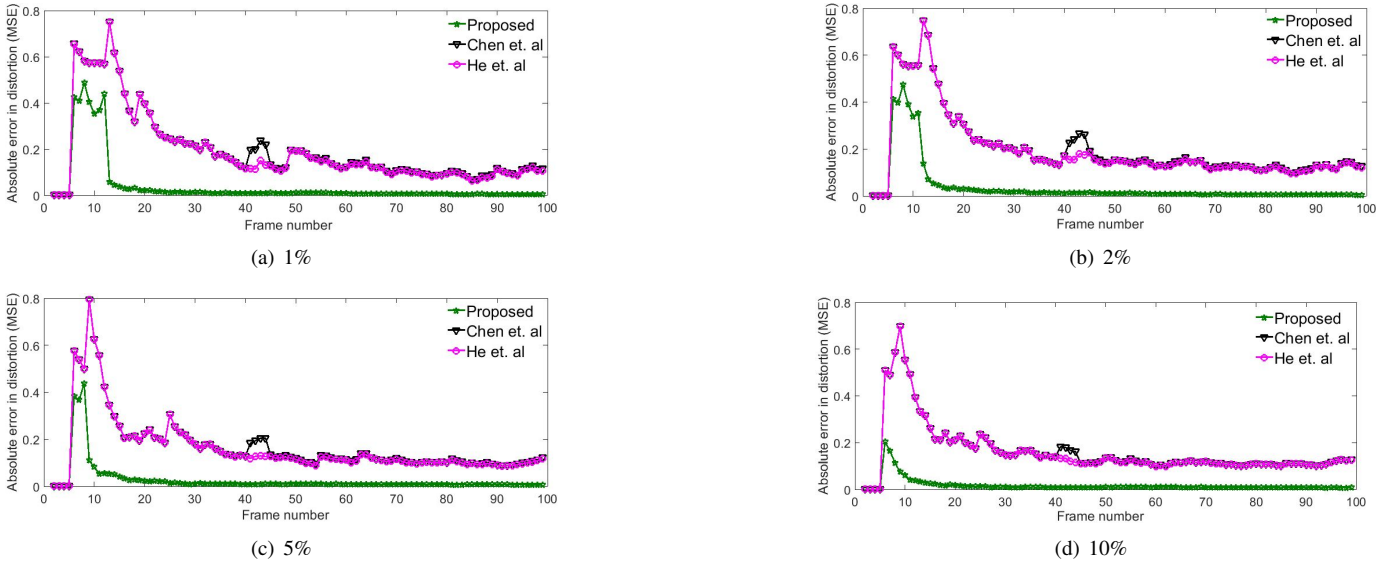 Absolute error in distortion (MSE)
0.8
0.6
0.4
0.2
0
Proposed
Chen et. al
He et. al
0 10 20 30 40 50 60 70 80 90 100
Frame number
(a) 1%
Absolute error in distortion (MSE)
0.8
0.6
0.4
0.2
0
Proposed
Chen et. al
He et. al
0 10 20 30 40 50 60 70 80 90 100
Frame number
(b) 2%
Absolute error in distortion (MSE)
0.8
0.6
0.4
0.2
0
Proposed
Chen et. al
He et. al
0 10 20 30 40 50 60 70 80 90 100
Frame number
(c) 5%
Absolute error in distortion (MSE)
0.8
0.6
0.4
0.2
0
Proposed
Chen et. al
He et. al
0 10 20 30 40 50 60 70 80 90 100
Frame number
(d) 10%